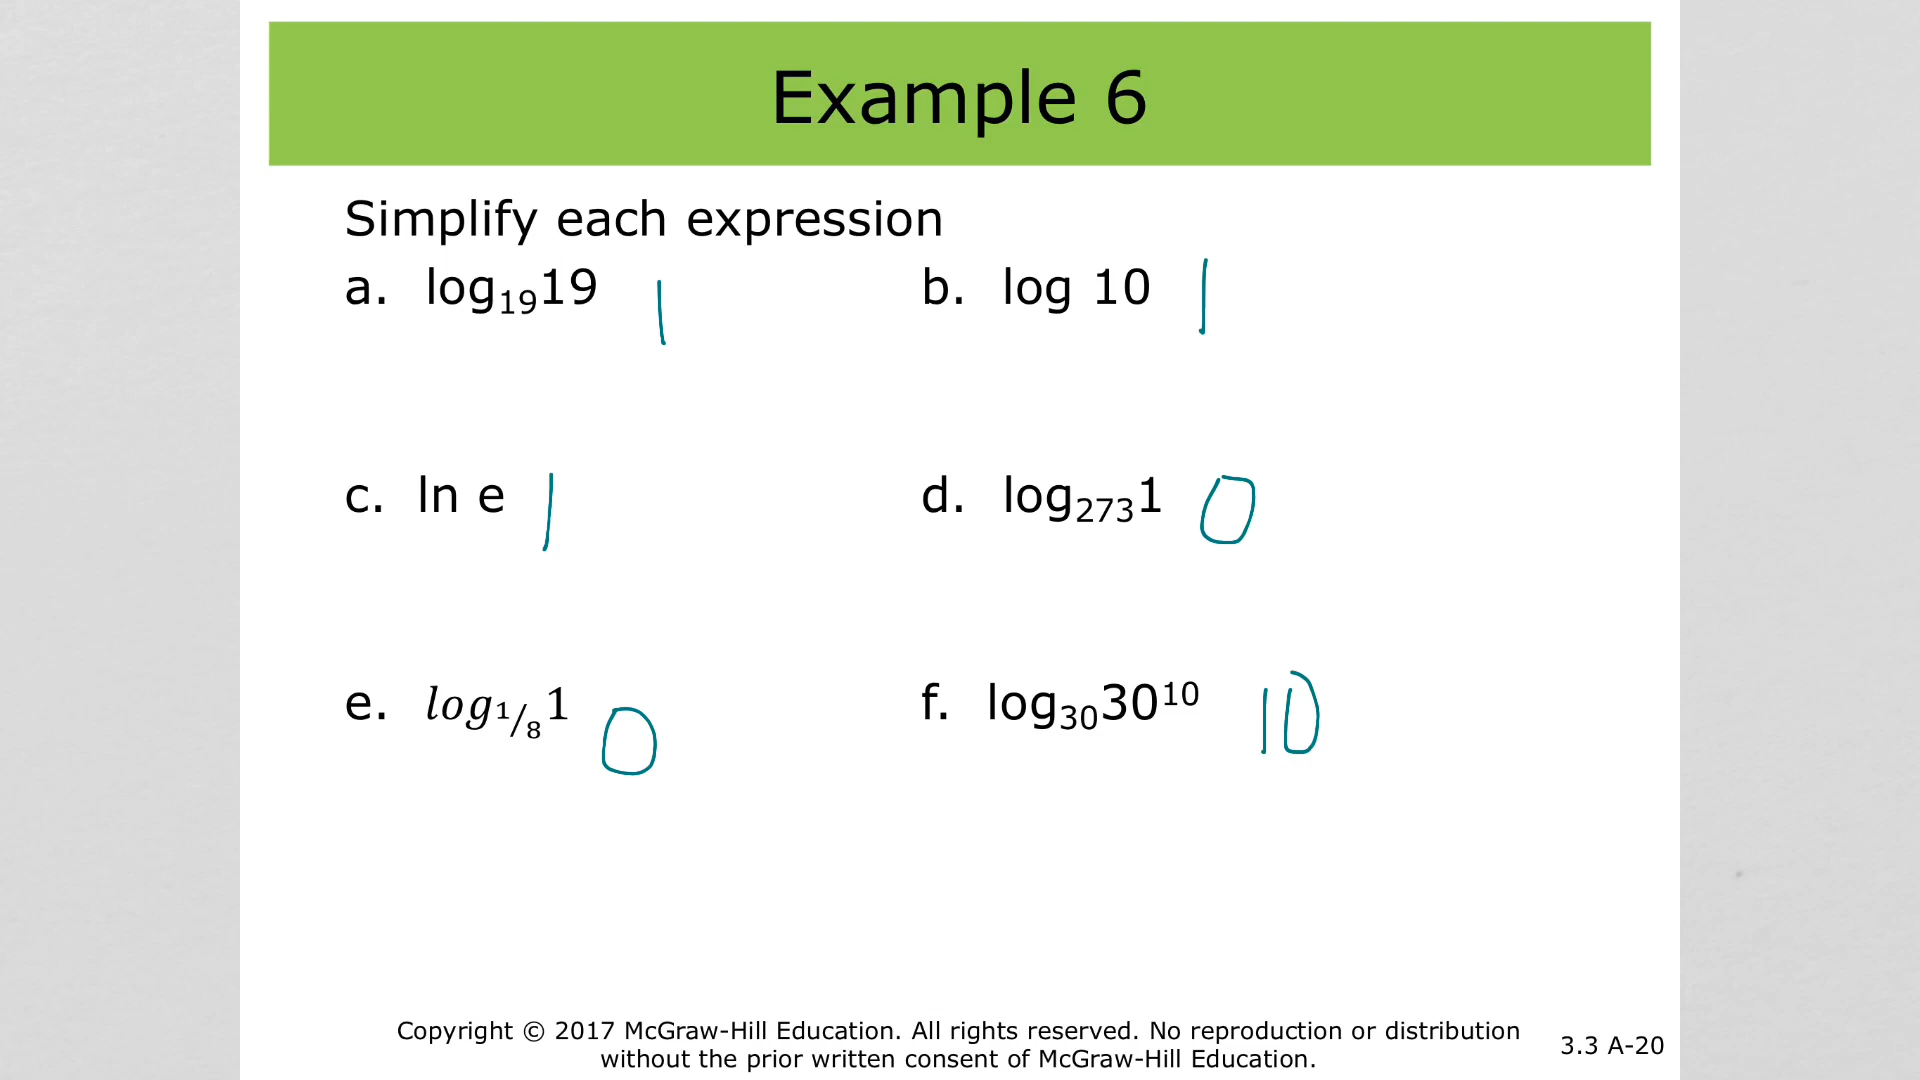 Example 6
Simplify each expression
a. log₁₉19 1 b. log 10 1
c. ln e 1 d. log₂₇₃1 0
e. log₁/₈1 0 f. log₃₀30¹⁰ 10
Copyright © 2017 McGraw-Hill Education. All rights reserved. No reproduction or distribution
without the prior written consent of McGraw-Hill Education.
3.3 A-20